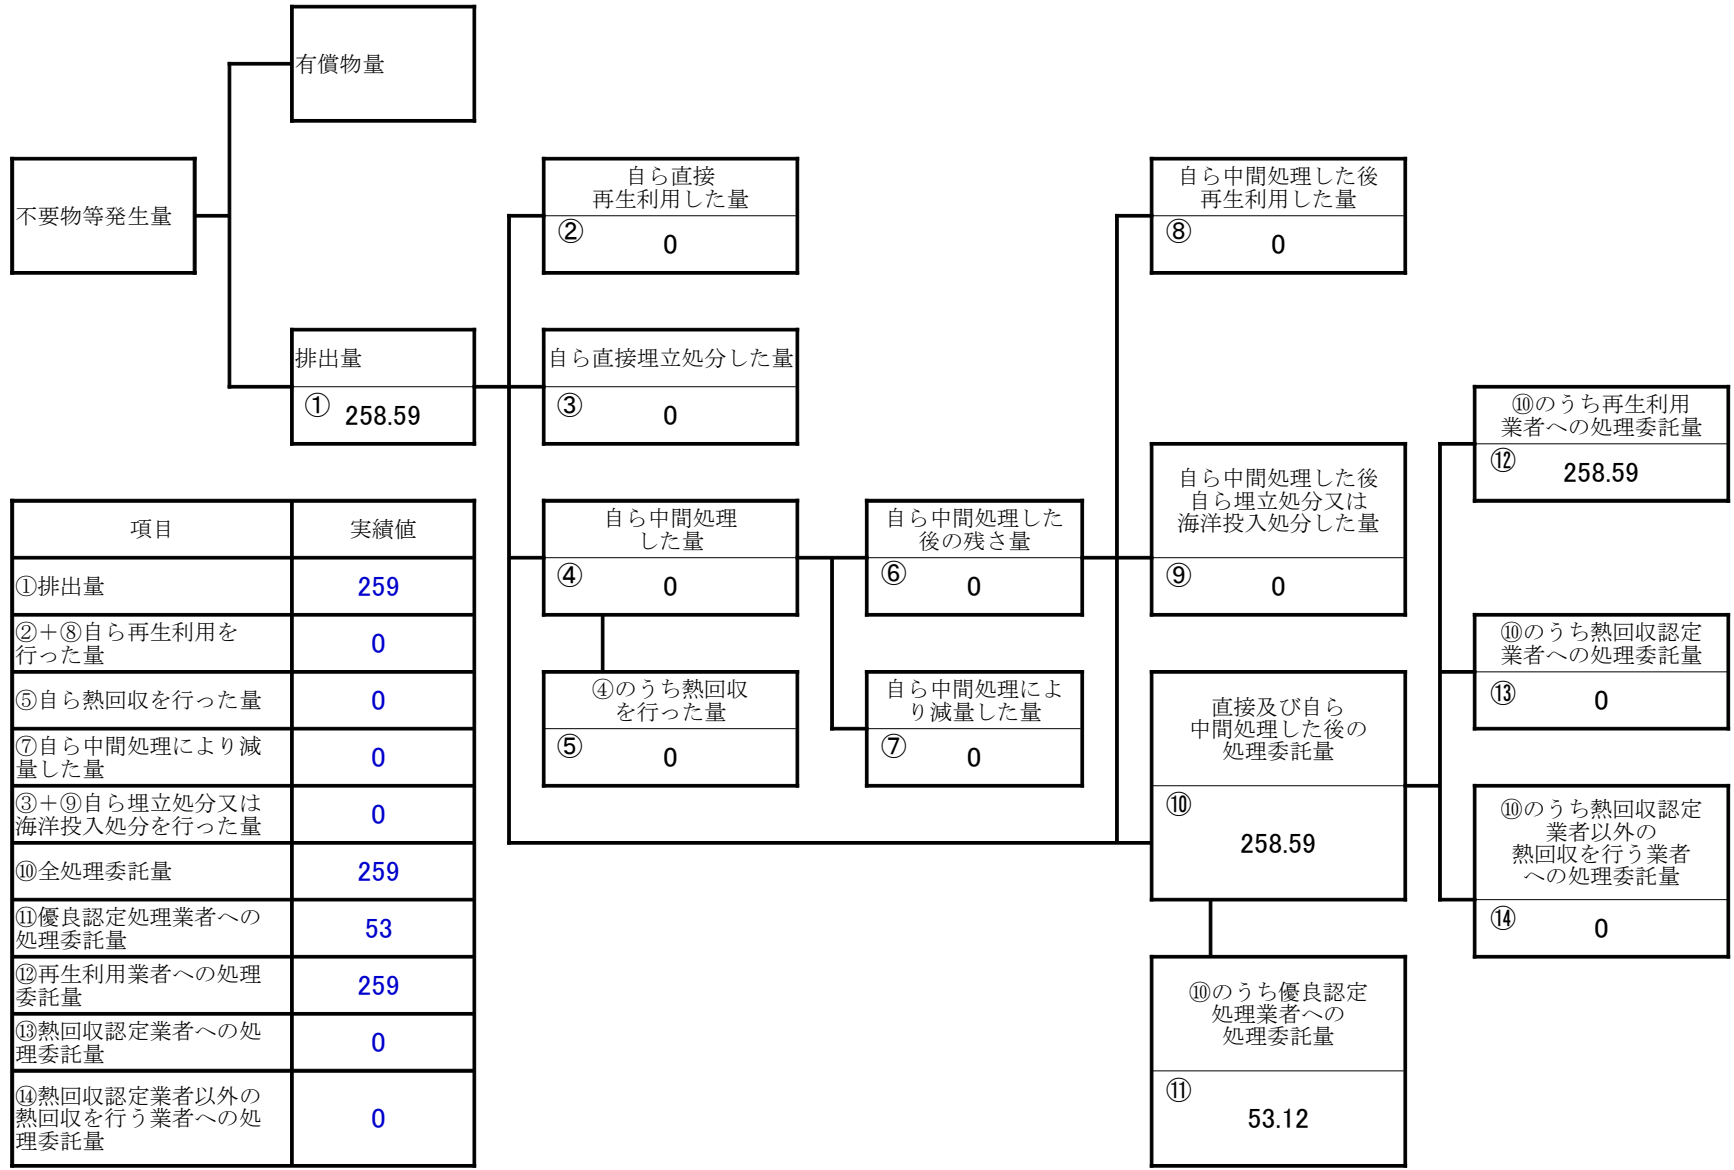 有償物量
不要物等発生量
自ら直接
再生利用した量
②
0
自ら中間処理した後
再生利用した量
⑧
0
排出量
①
258.59
自ら直接埋立処分した量
③
0
⑩のうち再生利用
業者への処理委託量
⑫
258.59
自ら中間処理
した量
④
0
自ら中間処理した
後の残さ量
⑥
0
自ら中間処理した後
自ら埋立処分又は
海洋投入処分した量
⑨
0
④のうち熱回収
を行った量
⑤
0
自ら中間処理によ
り減量した量
⑦
0
直接及び自ら
中間処理した後の
処理委託量
⑩
258.59
⑩のうち熱回収認定
業者への処理委託量
⑬
0
⑩のうち熱回収認定
業者以外の
熱回収を行う業者
への処理委託量
⑭
0
⑩のうち優良認定
処理業者への
処理委託量
⑪
53.12
項目 実績値
①排出量 259
②＋⑧自ら再生利用を
行った量 0
⑤自ら熱回収を行った量 0
⑦自ら中間処理により減
量した量 0
③＋⑨自ら埋立処分又は
海洋投入処分を行った量 0
⑩全処理委託量 259
⑪優良認定処理業者への
処理委託量 53
⑫再生利用業者への処理
委託量 259
⑬熱回収認定業者への処
理委託量 0
⑭熱回収認定業者以外の
熱回収を行う業者への処
理委託量 0